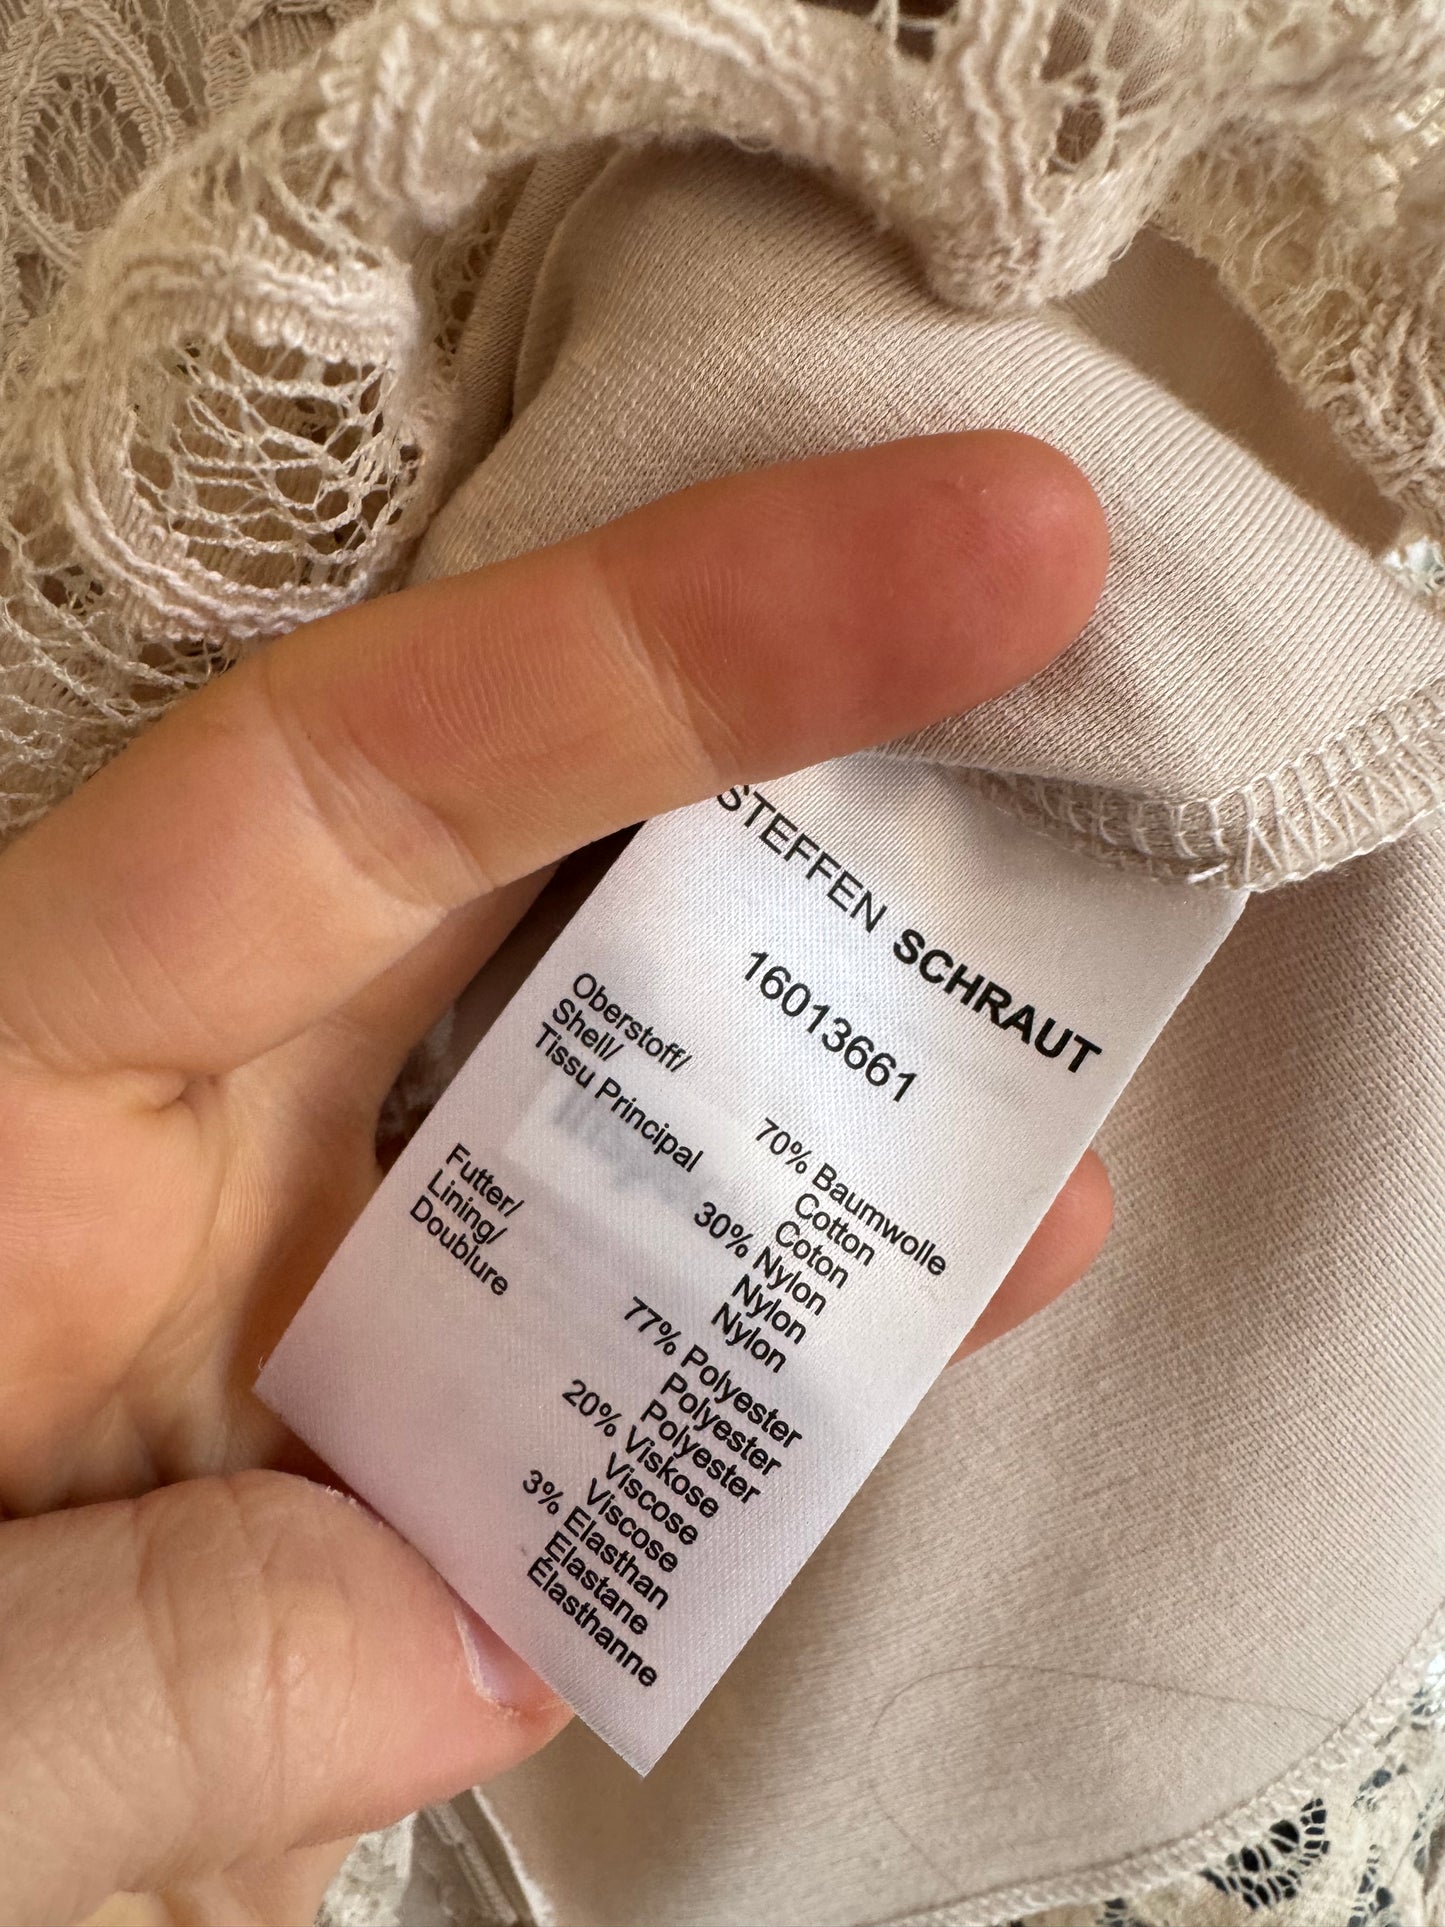 STEFFEN SCHRAUT
16013661
Oberstoff/
Shell/
Tissu Principal
70% Baumwolle
Cotton
Coton
30% Nylon
Nylon
Nylon
Futter/
Lining/
Doublure
77% Polyester
Polyester
Polyester
20% Viskose
Viscose
Viscose
3% Elasthan
Elastane
Élasthanne